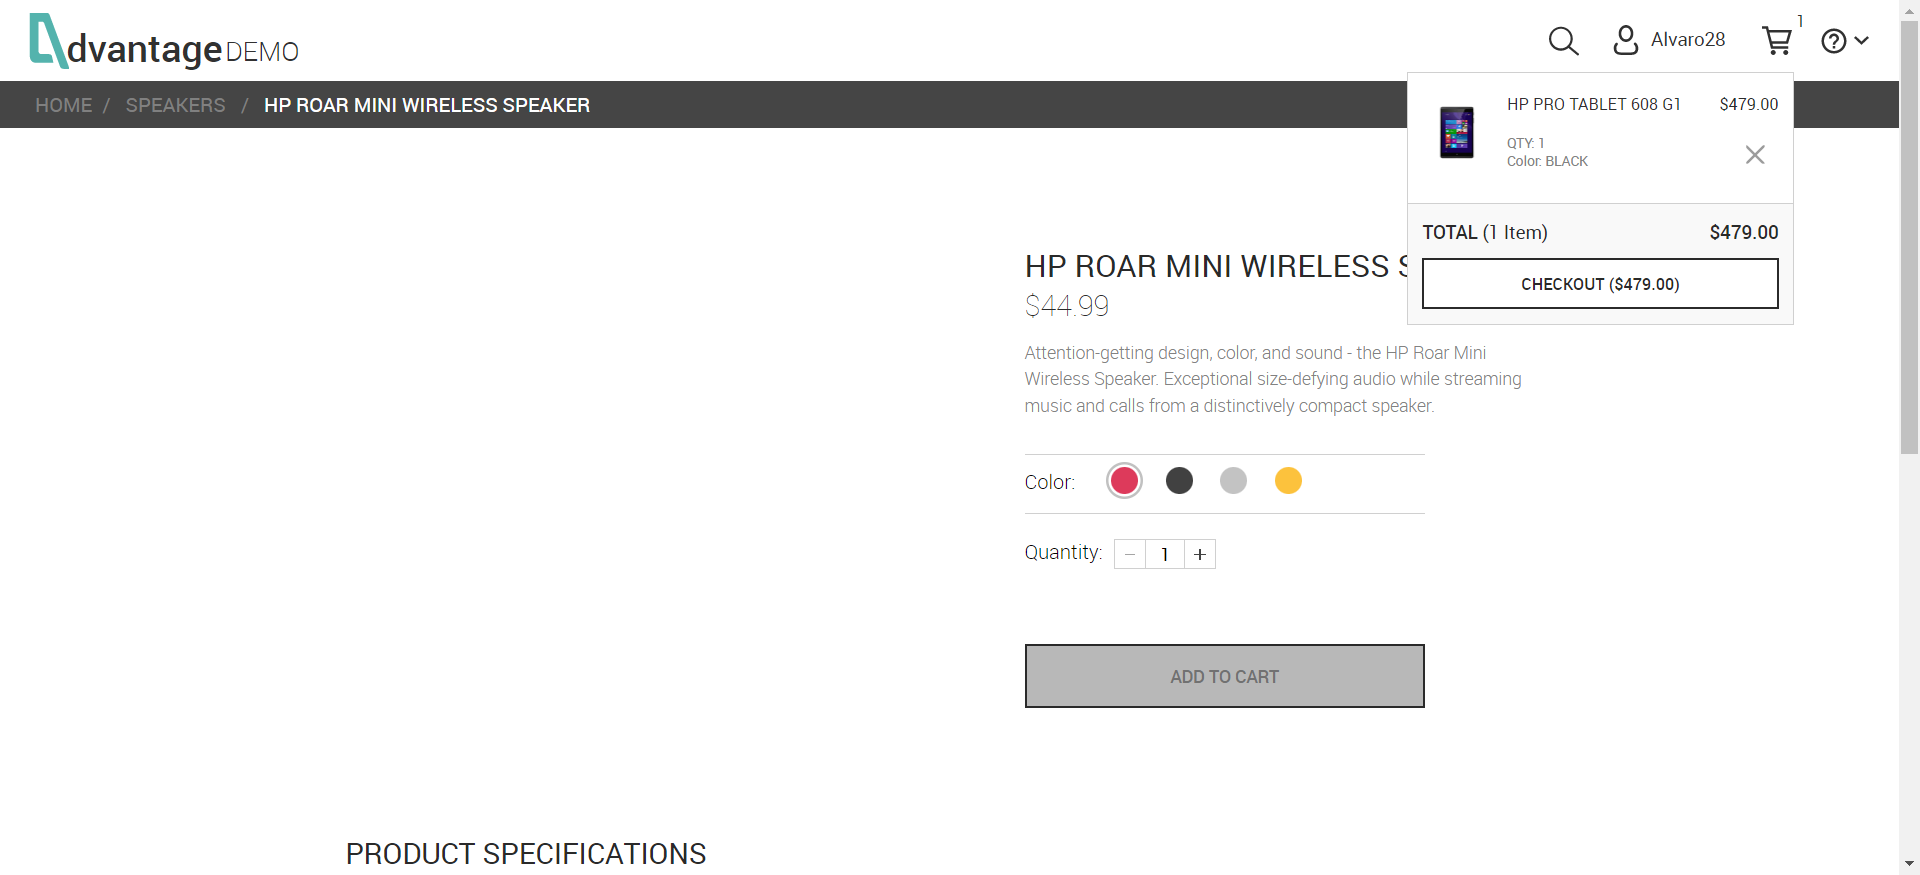 dvantage DEMO
Alvaro28
1
HOME / SPEAKERS / HP ROAR MINI WIRELESS SPEAKER
HP PRO TABLET 608 G1 $479.00
QTY: 1
Color: BLACK
TOTAL (1 Item) $479.00
CHECKOUT ($479.00)
HP ROAR MINI WIRELESS S
$44.99
Attention-getting design, color, and sound - the HP Roar Mini
Wireless Speaker. Exceptional size-defying audio while streaming
music and calls from a distinctively compact speaker.
Color:
Quantity: − 1 +
ADD TO CART
PRODUCT SPECIFICATIONS